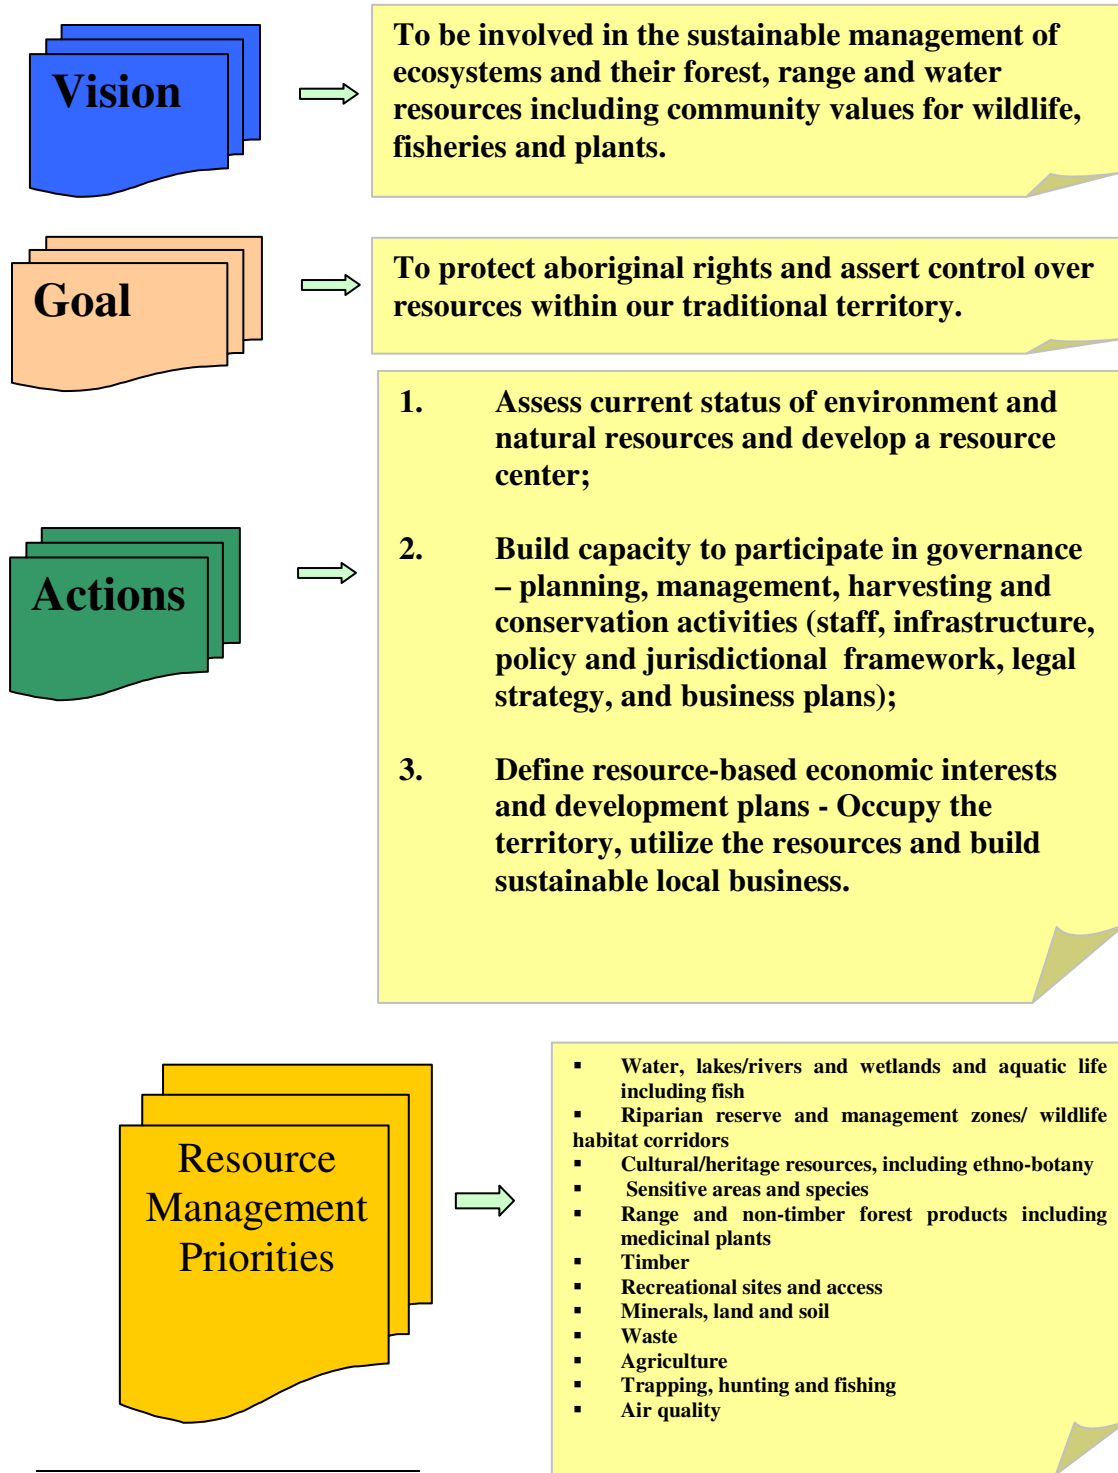 Vision
To be involved in the sustainable management of
ecosystems and their forest, range and water
resources including community values for wildlife,
fisheries and plants.
Goal
To protect aboriginal rights and assert control over
resources within our traditional territory.
Actions
1. Assess current status of environment and
natural resources and develop a resource
center;
2. Build capacity to participate in governance
– planning, management, harvesting and
conservation activities (staff, infrastructure,
policy and jurisdictional framework, legal
strategy, and business plans);
3. Define resource-based economic interests
and development plans - Occupy the
territory, utilize the resources and build
sustainable local business.
Resource
Management
Priorities
▪ Water, lakes/rivers and wetlands and aquatic life
including fish
▪ Riparian reserve and management zones/ wildlife
habitat corridors
▪ Cultural/heritage resources, including ethno-botany
▪ Sensitive areas and species
▪ Range and non-timber forest products including
medicinal plants
▪ Timber
▪ Recreational sites and access
▪ Minerals, land and soil
▪ Waste
▪ Agriculture
▪ Trapping, hunting and fishing
▪ Air quality